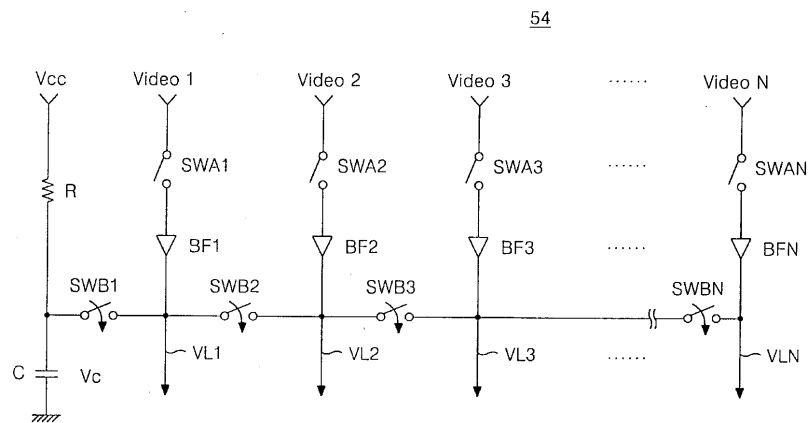 54
Vcc Video 1 Video 2 Video 3 ...... Video N
R SWA1 SWA2 SWA3 ...... SWAN
BF1 BF2 BF3 ...... BFN
SWB1 SWB2 SWB3 SWBN
C Vc VL1 VL2 VL3 ...... VLN